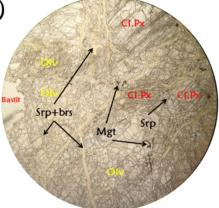 )
Cl.Px
Olv
Olv
Bastit
Cl.Px
Cl.Px
Srp+brs
Srp
Mgt
Olv